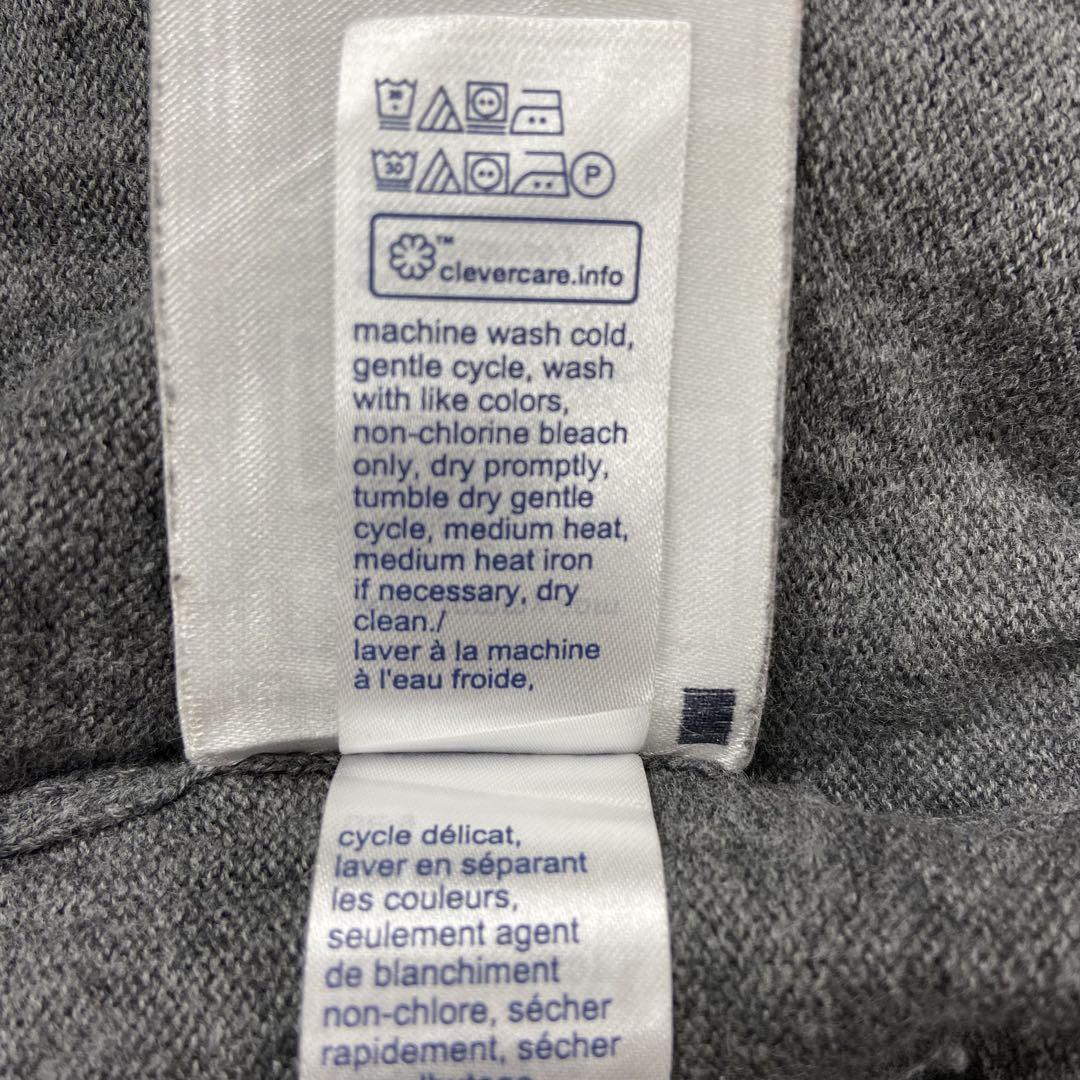 30
30 P
™
clevercare.info
machine wash cold,
gentle cycle, wash
with like colors,
non-chlorine bleach
only, dry promptly,
tumble dry gentle
cycle, medium heat,
medium heat iron
if necessary, dry
clean./
laver à la machine
à l'eau froide,
cycle délicat,
laver en séparant
les couleurs,
seulement agent
de blanchiment
non-chlore, sécher
rapidement, sécher